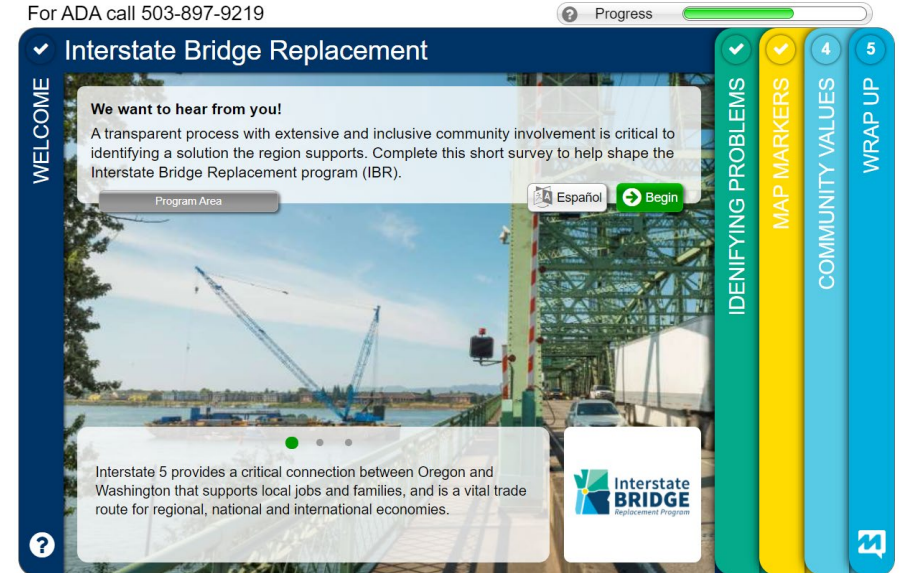 For ADA call 503-897-9219
? Progress
Interstate Bridge Replacement
WELCOME
We want to hear from you!
A transparent process with extensive and inclusive community involvement is critical to
identifying a solution the region supports. Complete this short survey to help shape the
Interstate Bridge Replacement program (IBR).
Program Area
Español
Begin
Interstate 5 provides a critical connection between Oregon and
Washington that supports local jobs and families, and is a vital trade
route for regional, national and international economies.
Interstate
BRIDGE
Replacement Program
?
IDENIFYING PROBLEMS
MAP MARKERS
4
COMMUNITY VALUES
5
WRAP UP